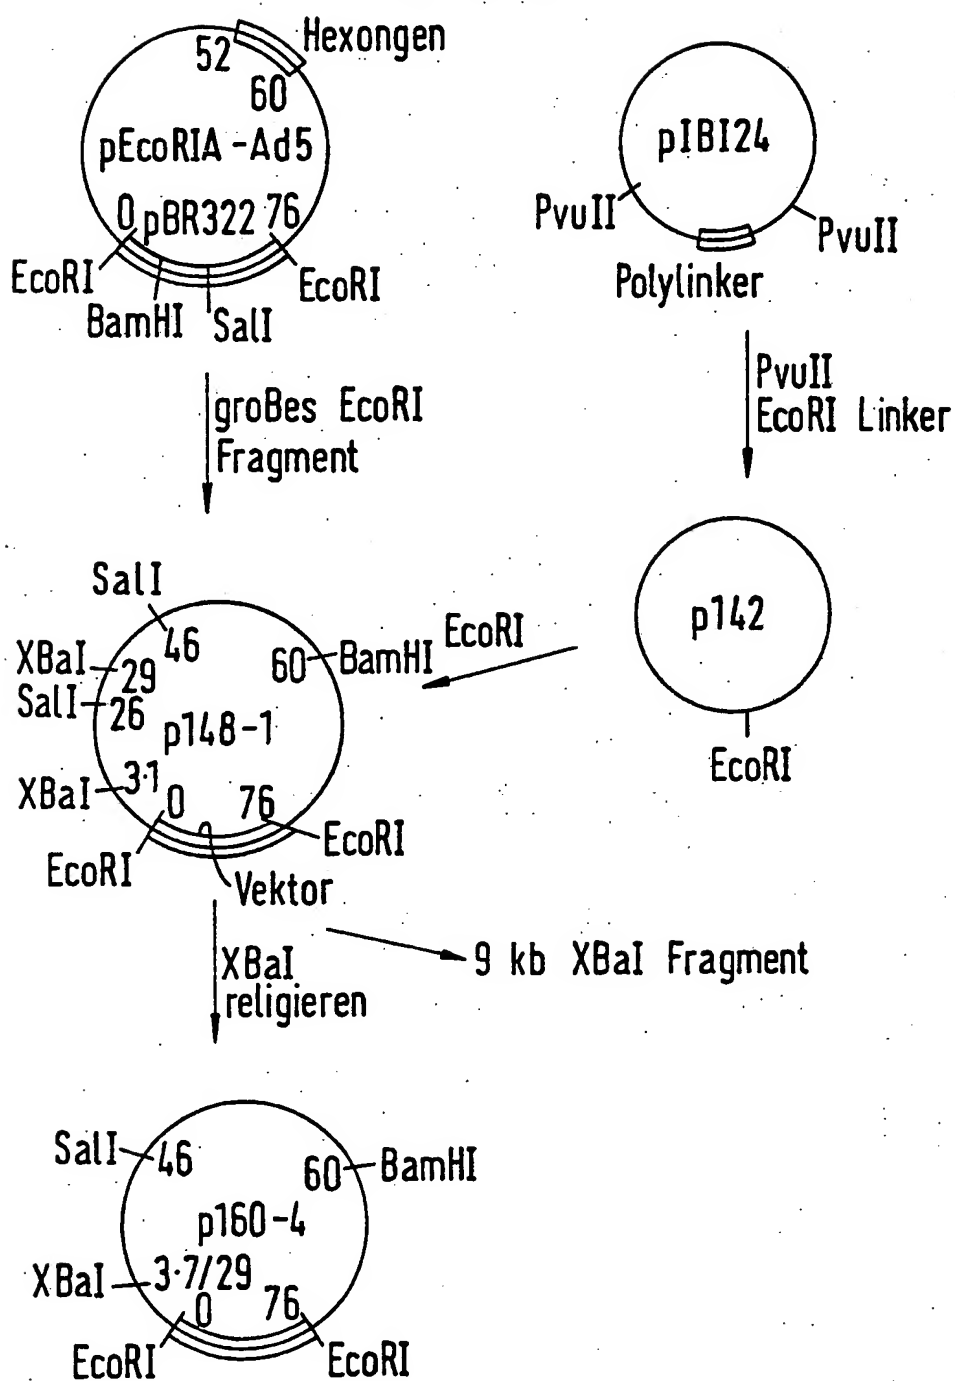 52
Hexongen
60
pEcoRIA-Ad5
0
pBR322
76
EcoRI
BamHI
SalI
EcoRI
pIBI24
PvuII
PvuII
Polylinker
großes EcoRI
Fragment
PvuII
EcoRI Linker
p142
EcoRI
EcoRI
SalI
46
XBaI
29
SalI
26
60
BamHI
p148-1
XBaI
3·1
0
76
EcoRI
EcoRI
Vektor
XBaI
religieren
9 kb XBaI Fragment
SalI
46
60
BamHI
p160-4
XBaI
3·7/29
0
76
EcoRI
EcoRI